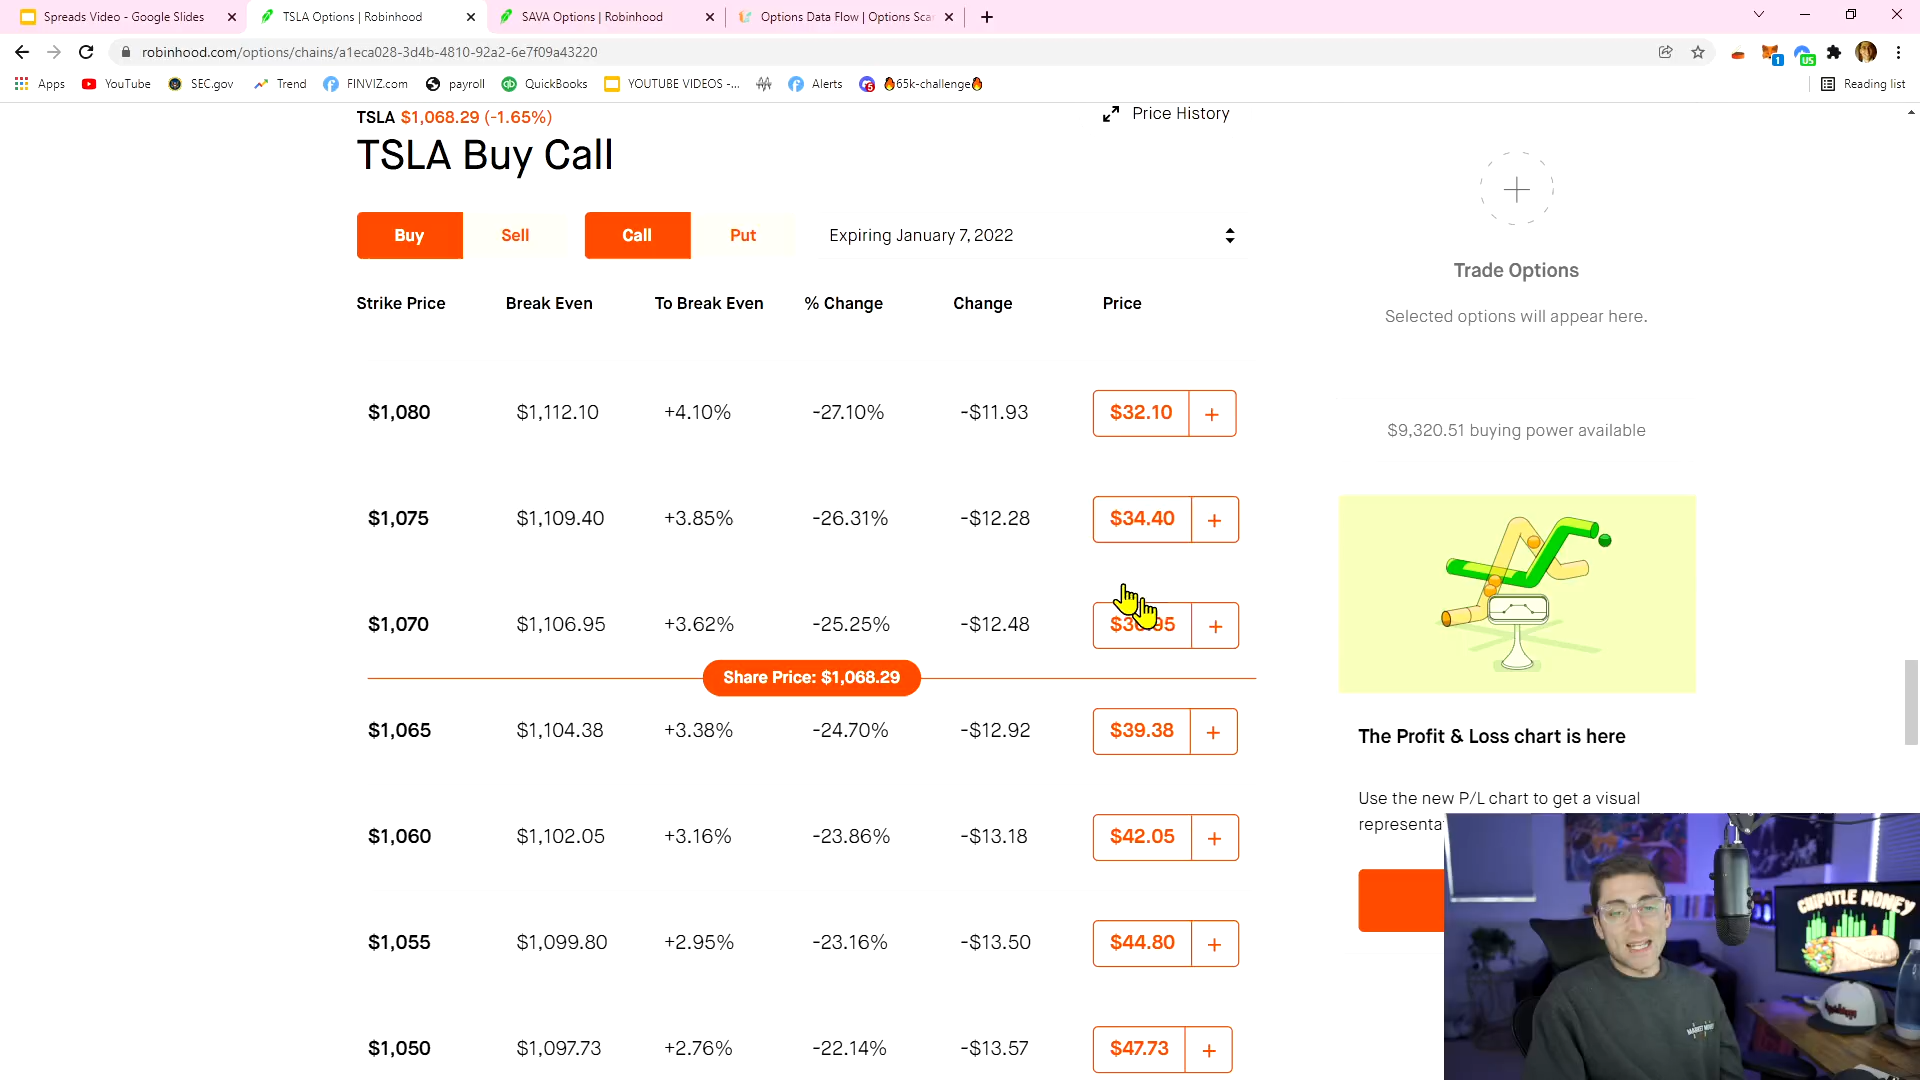 Spreads Video - Google Slides
TSLA Options | Robinhood
SAVA Options | Robinhood
Options Data Flow | Options Scan
robinhood.com/options/chains/a1eca028-3d4b-4810-92a2-6e7f09a43220
1
US
Apps
YouTube
SEC.gov
Trend
FINVIZ.com
payroll
QuickBooks
YOUTUBE VIDEOS -...
Alerts
5
🔥65k-challenge🔥
Reading list
TSLA $1,068.29 (-1.65%)
Price History
TSLA Buy Call
Buy Sell Call Put Expiring January 7, 2022
Strike Price Break Even To Break Even % Change Change Price
$1,080 $1,112.10 +4.10% -27.10% -$11.93 $32.10 +
$1,075 $1,109.40 +3.85% -26.31% -$12.28 $34.40 +
$1,070 $1,106.95 +3.62% -25.25% -$12.48 +
Share Price: $1,068.29
$1,065 $1,104.38 +3.38% -24.70% -$12.92 $39.38 +
$1,060 $1,102.05 +3.16% -23.86% -$13.18 $42.05 +
$1,055 $1,099.80 +2.95% -23.16% -$13.50 $44.80 +
$1,050 $1,097.73 +2.76% -22.14% -$13.57 $47.73 +
Trade Options
Selected options will appear here.
$9,320.51 buying power available
The Profit & Loss chart is here
Use the new P/L chart to get a visual
CHIPOTLE MONEY